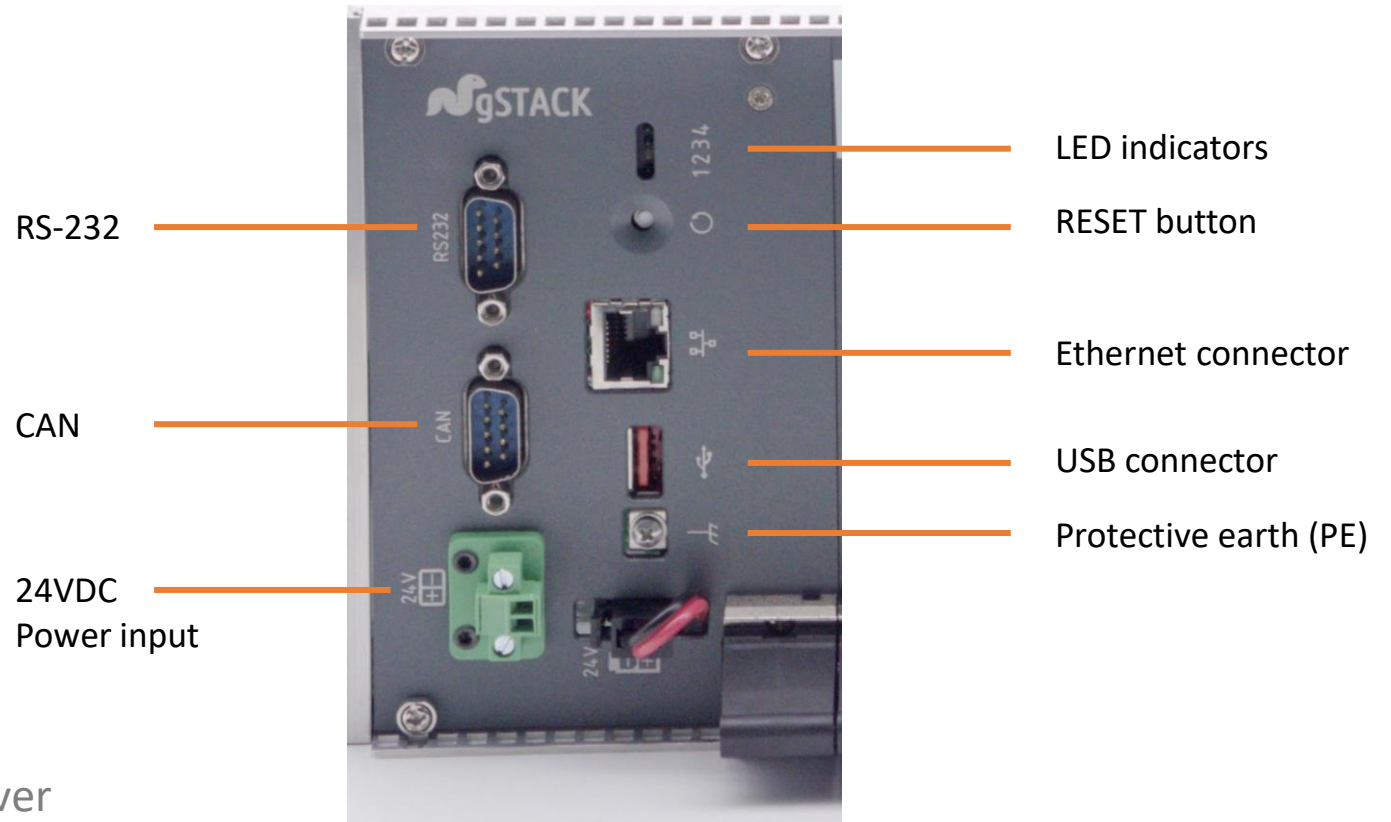 gSTACK
1234
RS232
CAN
24V
24V
RS-232
CAN
24VDC
Power input
LED indicators
RESET button
Ethernet connector
USB connector
Protective earth (PE)